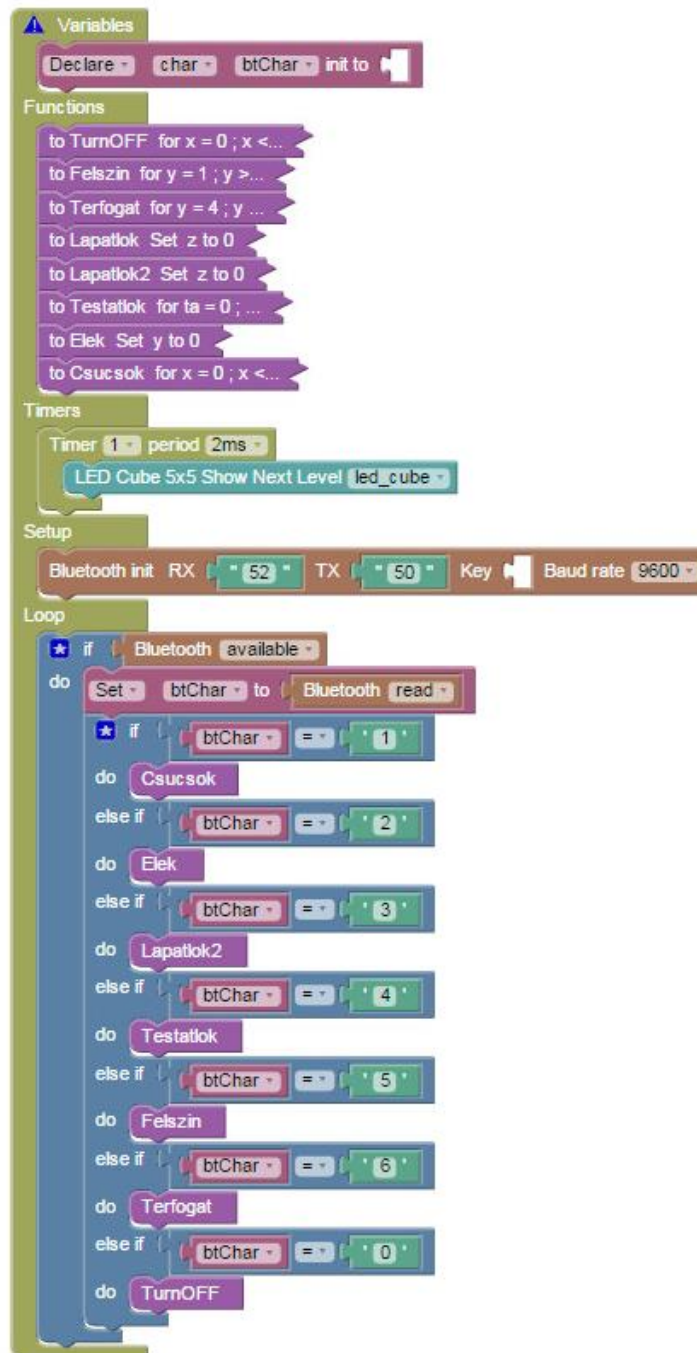 Variables
Declare char btChar init to
Functions
to TurnOFF for x = 0 ; x <...
to Felszin for y = 1 ; y >...
to Terfogat for y = 4 ; y ...
to Lapatlok Set z to 0
to Lapatlok2 Set z to 0
to Testatlok for ta = 0 ; ...
to Elek Set y to 0
to Csucsok for x = 0 ; x <...
Timers
Timer 1 period 2ms
LED Cube 5x5 Show Next Level led_cube
Setup
Bluetooth init RX " 52 " TX " 50 " Key Baud rate 9600
Loop
if Bluetooth available
do Set btChar to Bluetooth read
if btChar = ' 1 '
do Csucsok
else if btChar = ' 2 '
do Elek
else if btChar = ' 3 '
do Lapatlok2
else if btChar = ' 4 '
do Testatlok
else if btChar = ' 5 '
do Felszin
else if btChar = ' 6 '
do Terfogat
else if btChar = ' 0 '
do TurnOFF